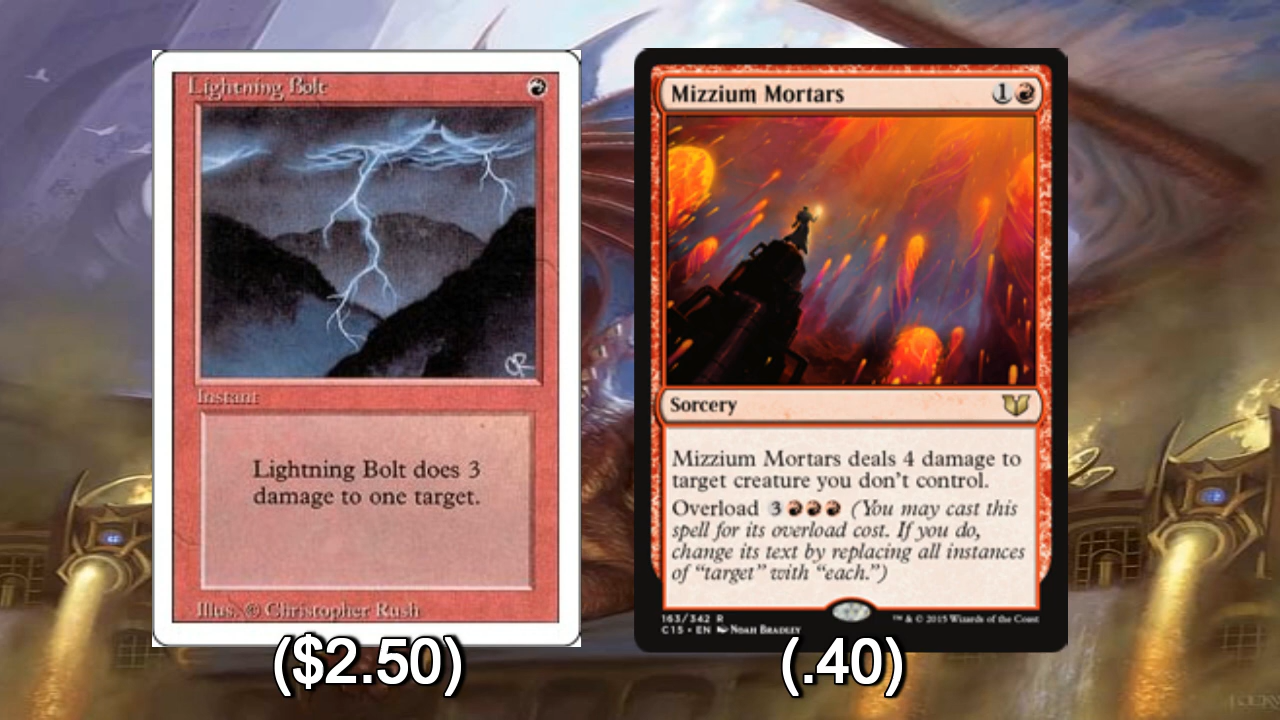 Lightning Bolt
Instant
Lightning Bolt does 3
damage to one target.
Illus. © Christopher Rush
($2.50)
Mizzium Mortars 1
Sorcery
Mizzium Mortars deals 4 damage to
target creature you don't control.
Overload 3 (You may cast this
spell for its overload cost. If you do,
change its text by replacing all instances
of “target” with “each.”)
163/342 R
C15 • EN Noah Bradley
™ & © 2015 Wizards of the Coast
(.40)